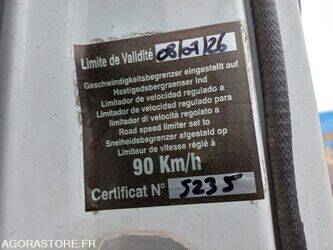 Limite de Validité 08/07/26
Geschwindigkeitsbegrenzer eingestellt auf
Hastigedsbergraenser ind
Limitador de velocidad regulado a
Limitador de velocidade regulado para
limitador di velocità regolato a
Road speed limiter set to
Snelheidsbegrenzer afgesteld op
Limiteur de vitesse réglé à
90 Km/h
Certificat N° 5235
AGORASTORE.FR